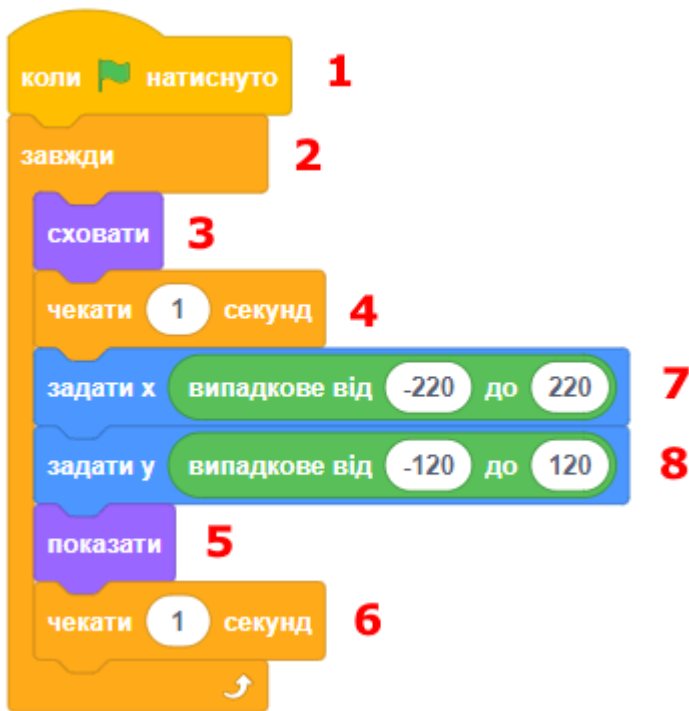 коли натиснуто 1
завжди 2
сховати 3
чекати 1 секунд 4
задати x випадкове від -220 до 220 7
задати y випадкове від -120 до 120 8
показати 5
чекати 1 секунд 6